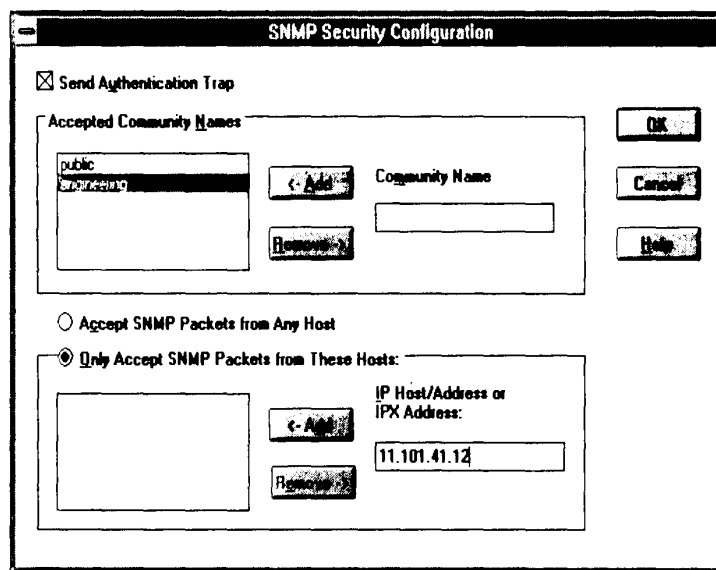 SNMP Security Configuration
Send Authentication Trap
Accepted Community Names
public
engineering
<- Add
Remove ->
Community Name
OK
Cancel
Help
Accept SNMP Packets from Any Host
Only Accept SNMP Packets from These Hosts:
<- Add
Remove ->
IP Host/Address or
IPX Address:
11.101.41.12